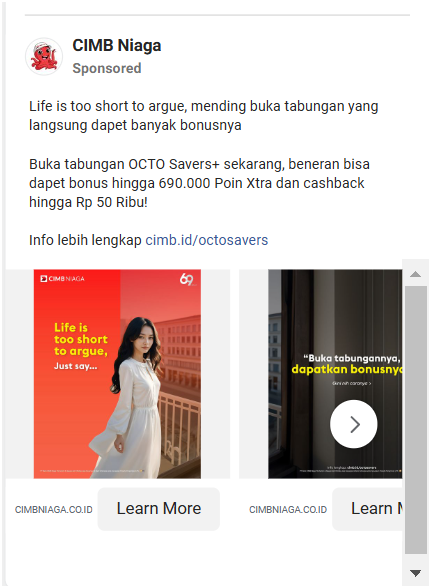 CIMB Niaga
Sponsored
Life is too short to argue, mending buka tabungan yang
langsung dapet banyak bonusnya
Buka tabungan OCTO Savers+ sekarang, beneran bisa
dapet bonus hingga 690.000 Poin Xtra dan cashback
hingga Rp 50 Ribu!
Info lebih lengkap cimb.id/octosavers
CIMB NIAGA
69
Life is
too short
to argue,
Just say...
"Buka tabungannya,
dapatkan bonusnya
CIMBNIAGA.CO.ID
Learn More
CIMBNIAGA.CO.ID
Learn M